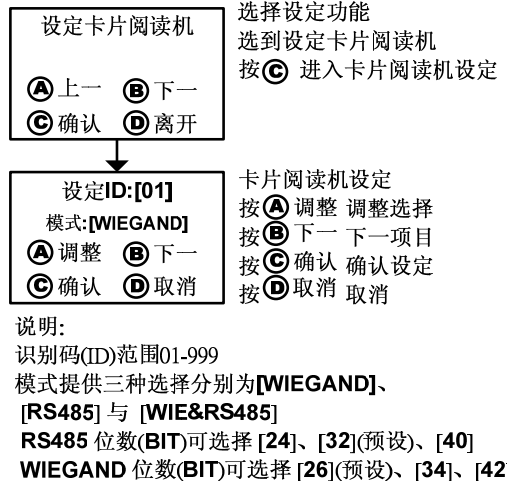 设定卡片阅读机
Ⓐ上一 Ⓑ下一
Ⓒ确认 Ⓓ离开
选择设定功能
选到设定卡片阅读机
按Ⓒ 进入卡片阅读机设定
设定ID:[01]
模式:[WIEGAND]
Ⓐ调整 Ⓑ下一
Ⓒ确认 Ⓓ取消
卡片阅读机设定
按Ⓐ调整 调整选择
按Ⓑ下一 下一项目
按Ⓒ确认 确认设定
按Ⓓ取消 取消
说明:
识别码(ID)范围01-999
模式提供三种选择分别为[WIEGAND]、
[RS485] 与 [WIE&RS485]
RS485 位数(BIT)可选择 [24]、[32](预设)、[40]
WIEGAND 位数(BIT)可选择 [26](预设)、[34]、[42